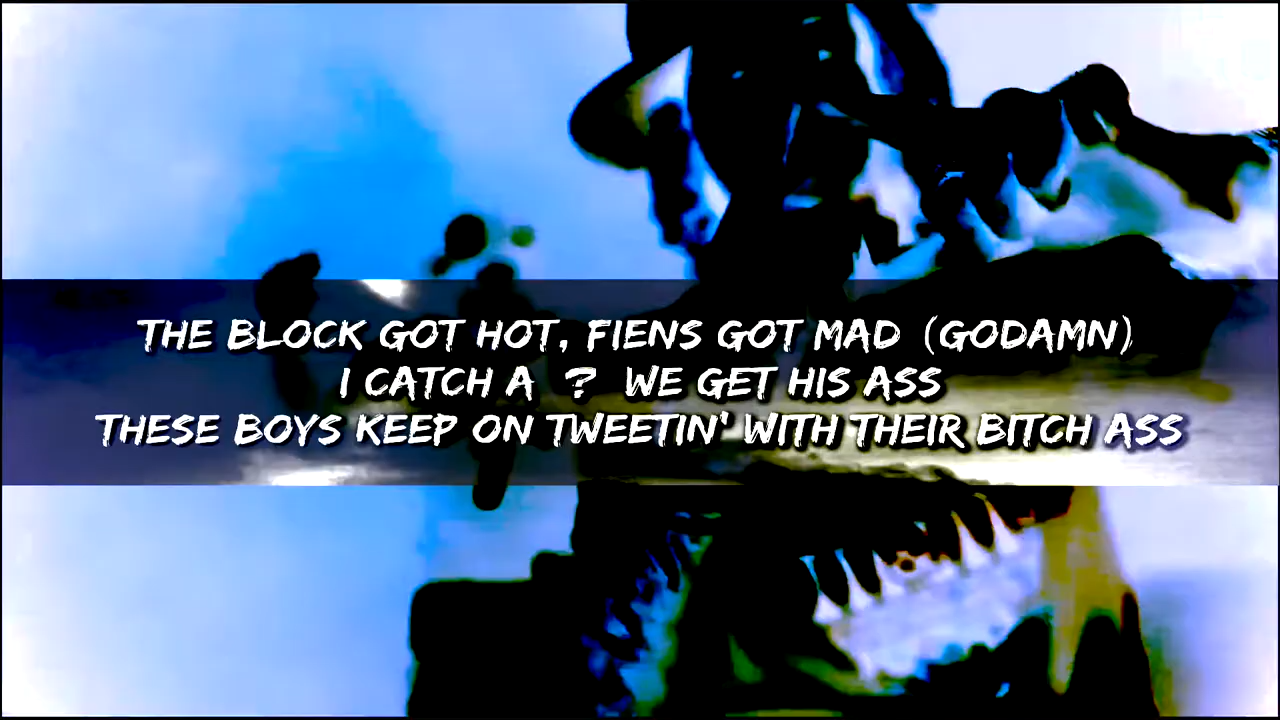 THE BLOCK GOT HOT, FIENS GOT MAD (GODAMN)
I CATCH A ? WE GET HIS ASS
THESE BOYS KEEP ON TWEETIN' WITH THEIR BITCH ASS